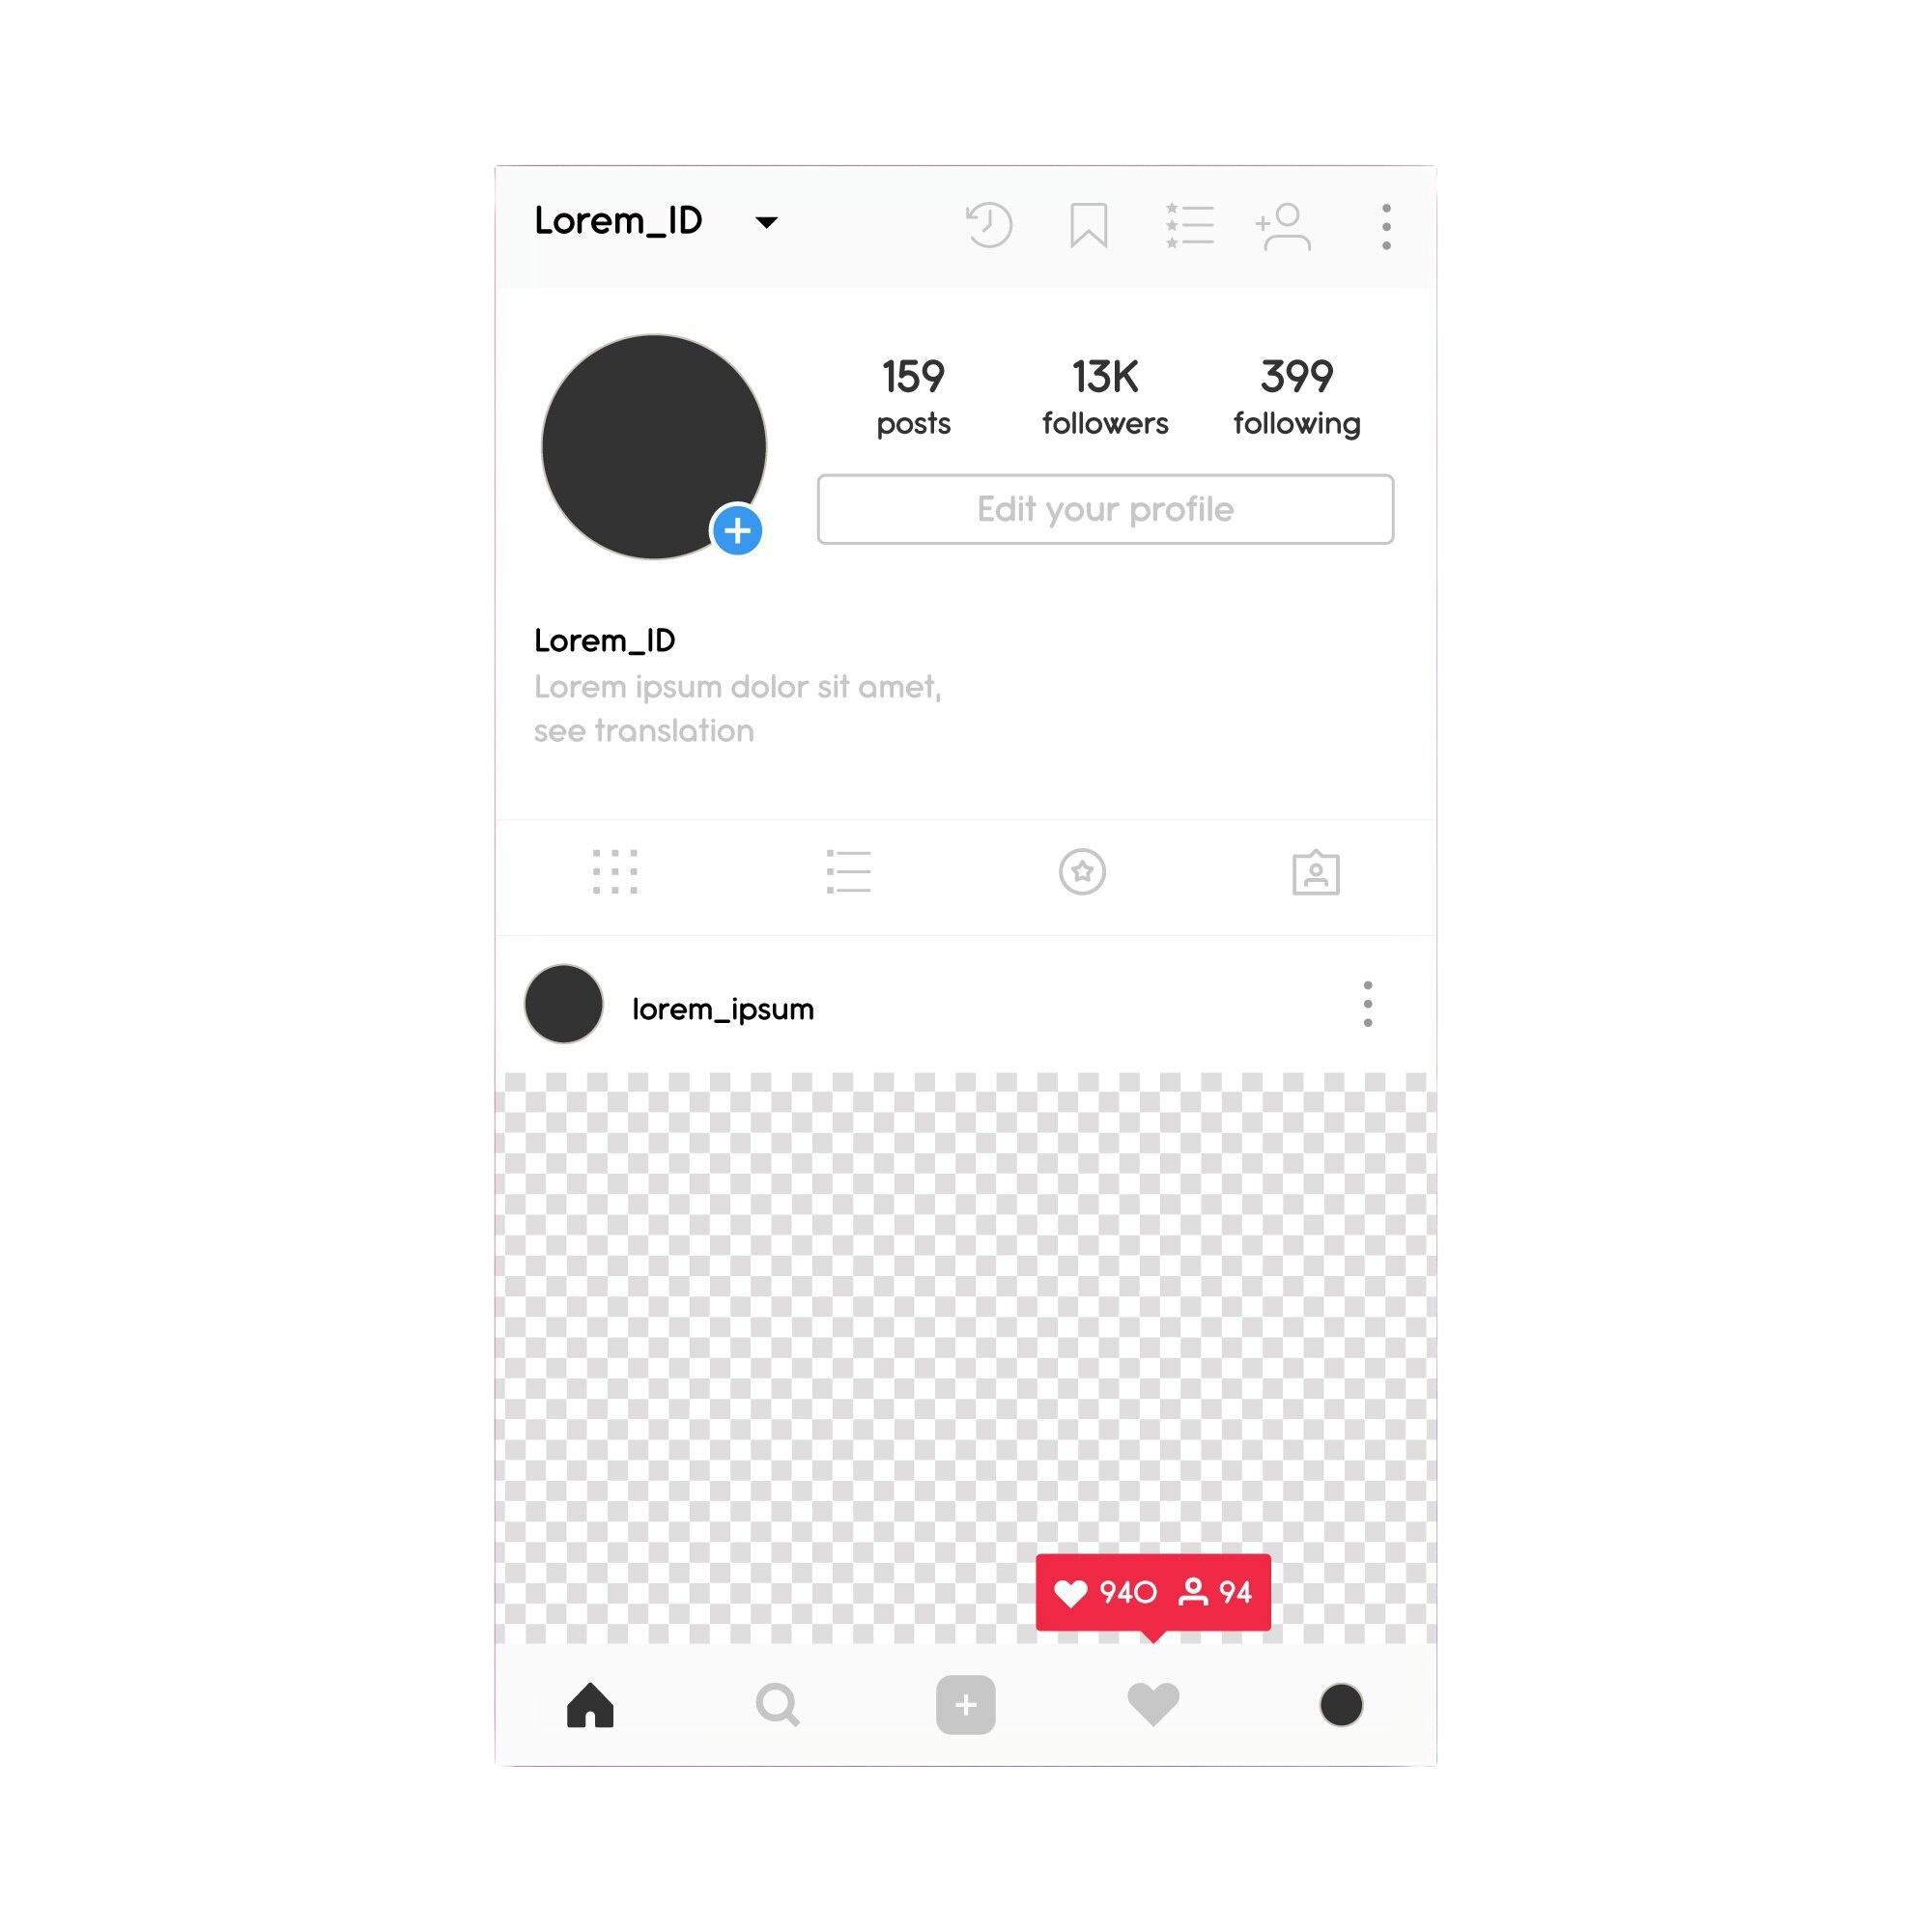 Lorem_ID
159 13K 399
posts followers following
Edit your profile
Lorem_ID
Lorem ipsum dolor sit amet,
see translation
lorem_ipsum
940 94